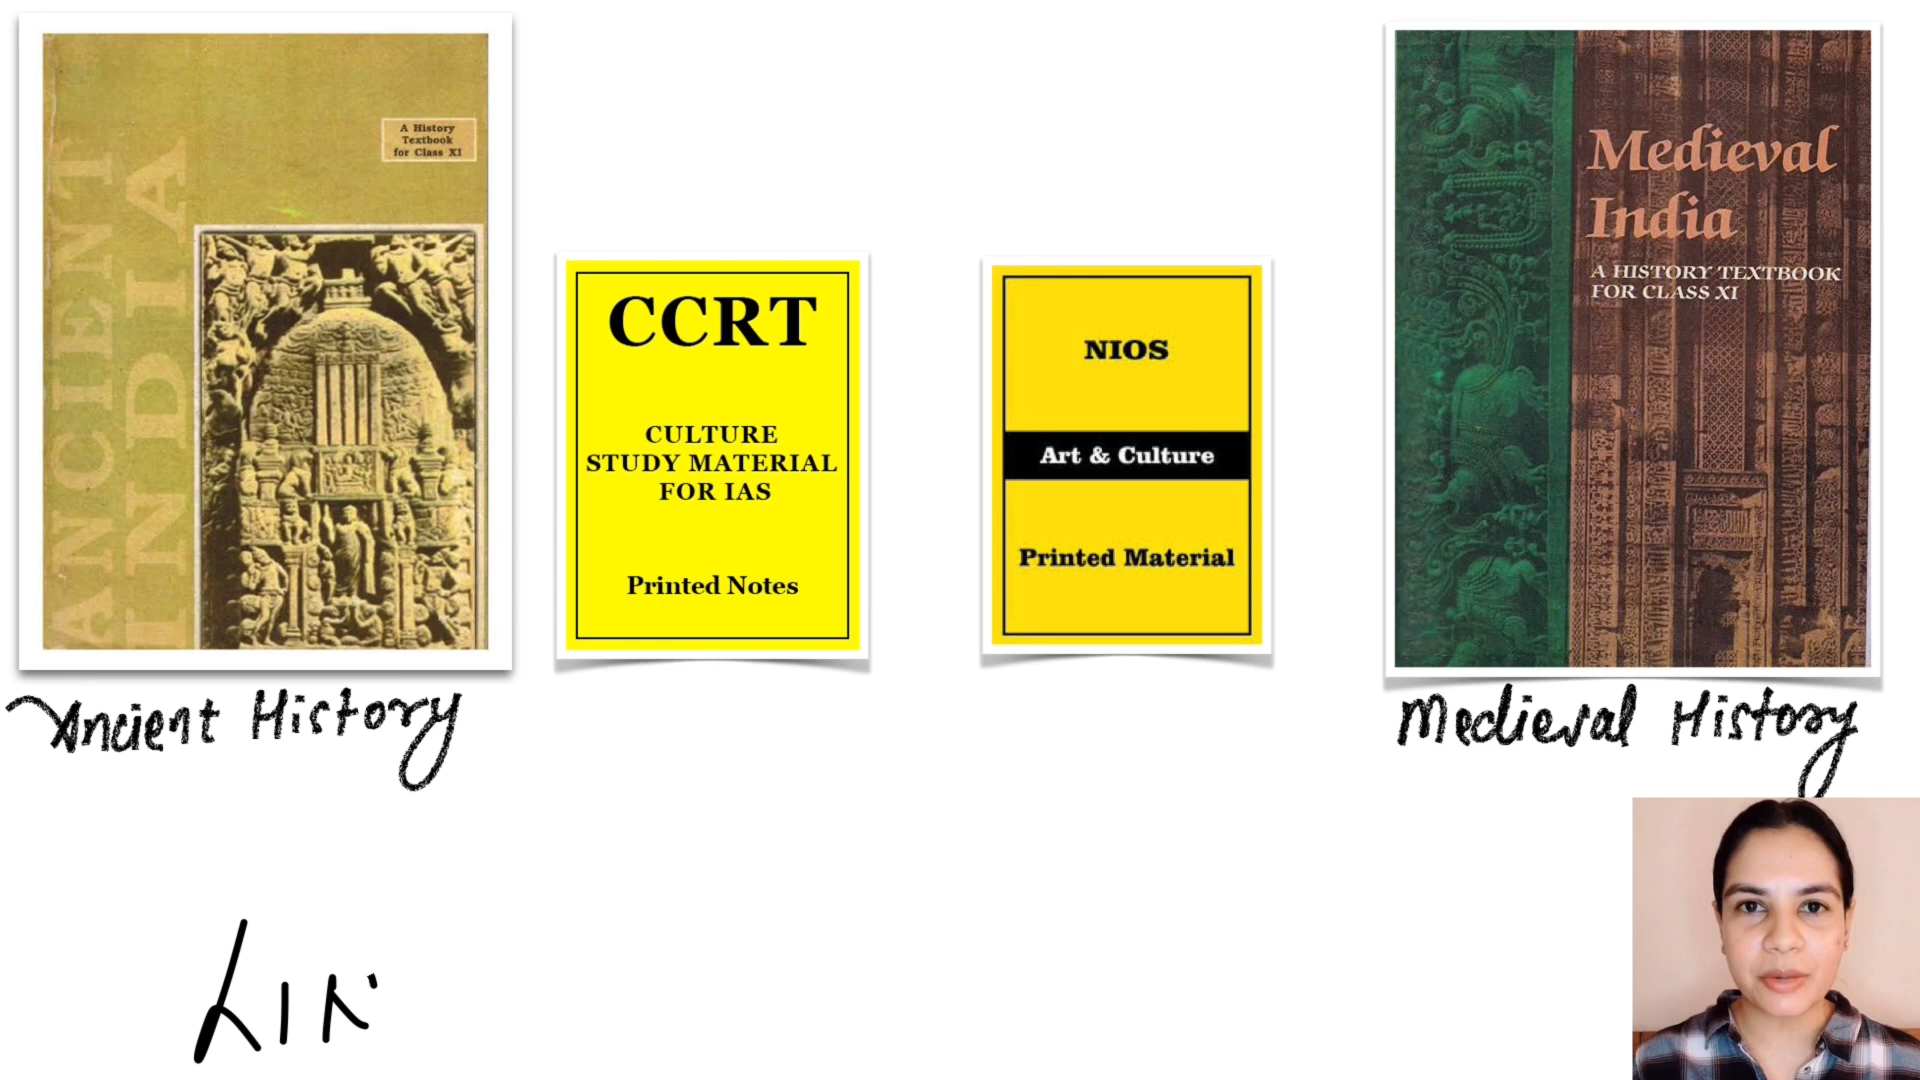 ANCIENT
INDIA
A History
Textbook
for Class XI
CCRT
CULTURE
STUDY MATERIAL
FOR IAS
Printed Notes
NIOS
Art & Culture
Printed Material
Medieval
India
A HISTORY TEXTBOOK
FOR CLASS XI
Ancient History
Medieval History